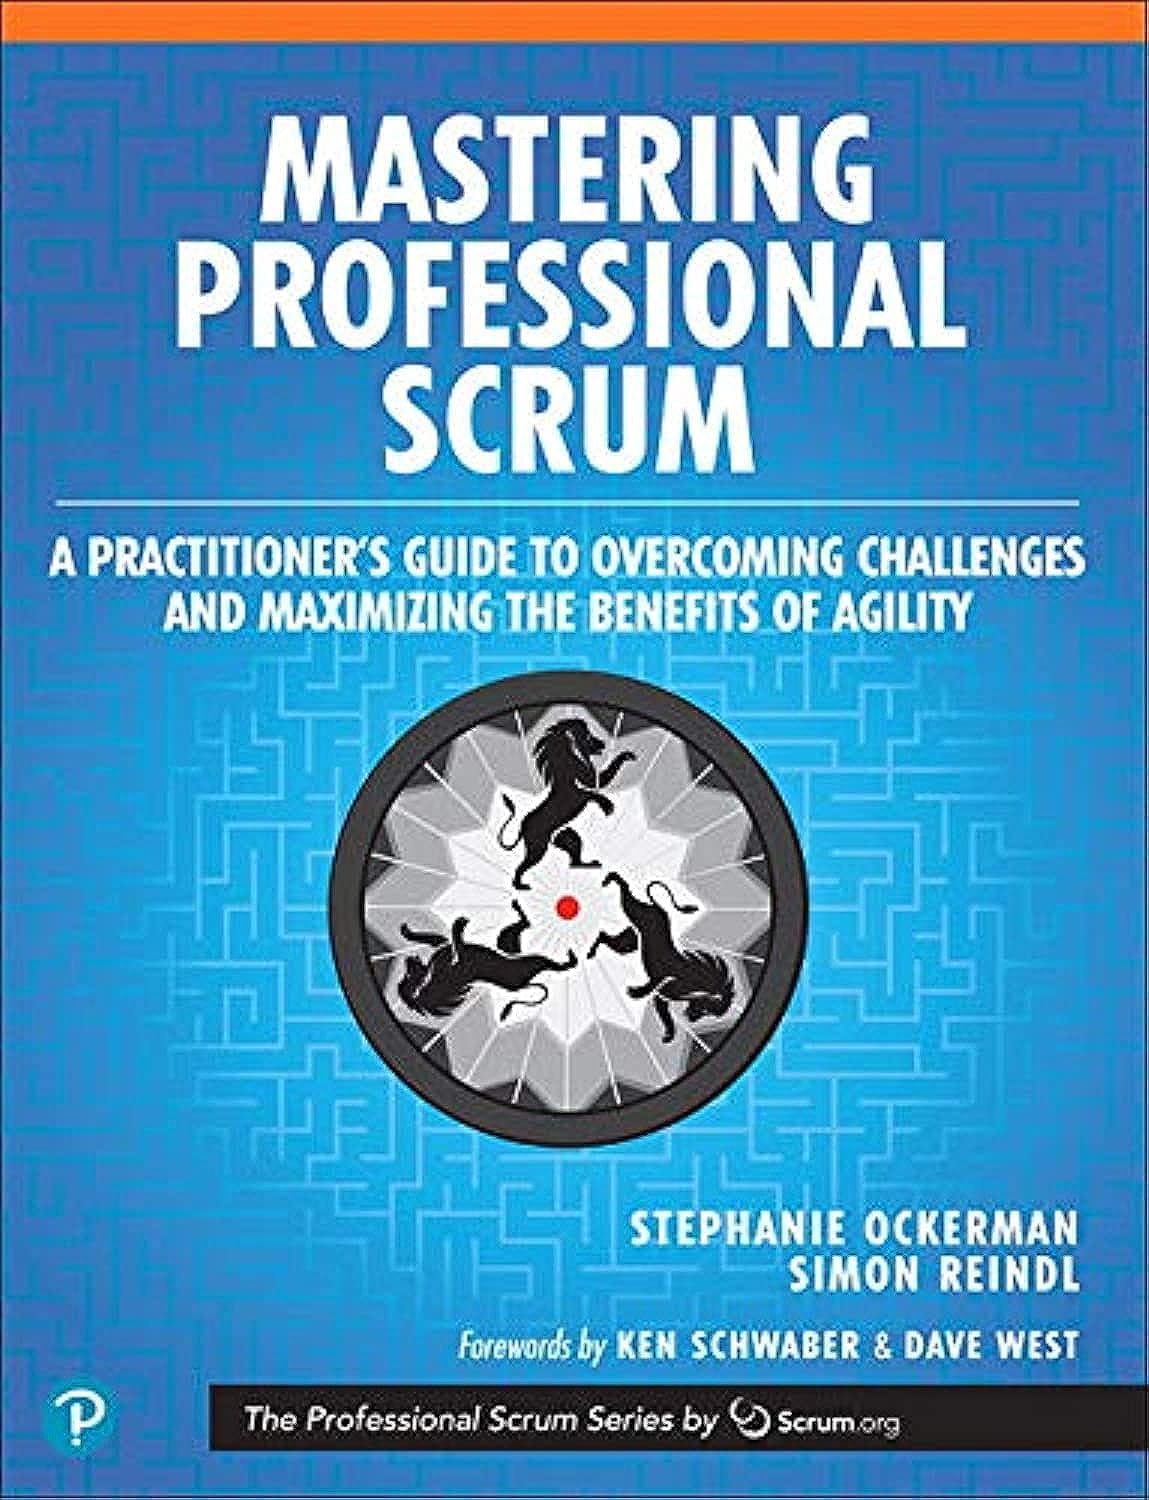 MASTERING
PROFESSIONAL
SCRUM
A PRACTITIONER'S GUIDE TO OVERCOMING CHALLENGES
AND MAXIMIZING THE BENEFITS OF AGILITY
STEPHANIE OCKERMAN
SIMON REINDL
Forewords by KEN SCHWABER & DAVE WEST
P
The Professional Scrum Series by Scrum.org